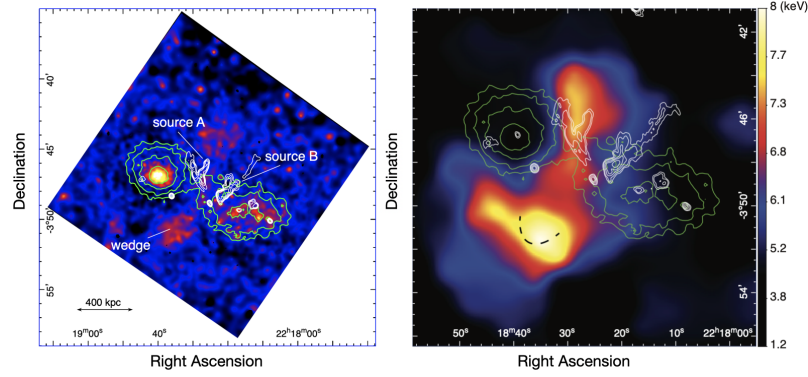 source A
source B
wedge
400 kpc
40'
45'
-3°50'
55'
19ᵐ00ˢ
40ˢ
22ʰ18ᵐ00ˢ
Declination
Right Ascension
42'
46'
-3°50'
54'
50ˢ
18ᵐ40ˢ
30ˢ
20ˢ
10ˢ
22ʰ18ᵐ00ˢ
Declination
Right Ascension
8 (keV)
7.7
7.3
6.8
6.1
5.2
3.8
1.2